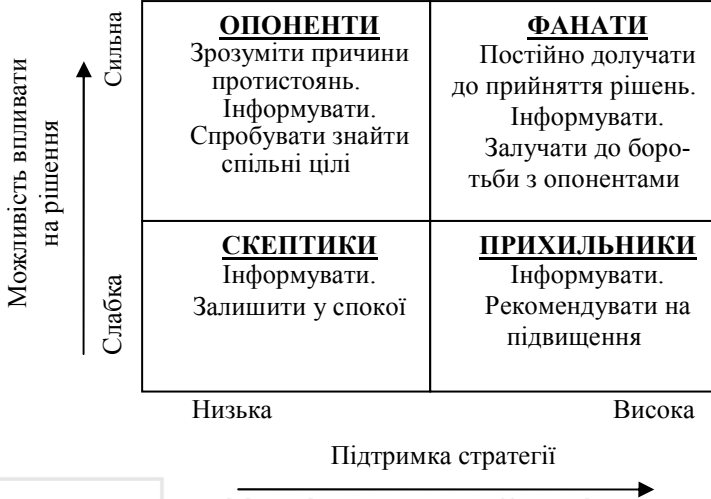 Можливість впливати
на рішення
Сильна
Слабка
ОПОНЕНТИ
Зрозуміти причини
протистоянь.
Інформувати.
Спробувати знайти
спільні цілі
ФАНАТИ
Постійно долучати
до прийняття рішень.
Інформувати.
Залучати до боро-
тьби з опонентами
СКЕПТИКИ
Інформувати.
Залишити у спокої
ПРИХИЛЬНИКИ
Інформувати.
Рекомендувати на
підвищення
Низька
Висока
Підтримка стратегії